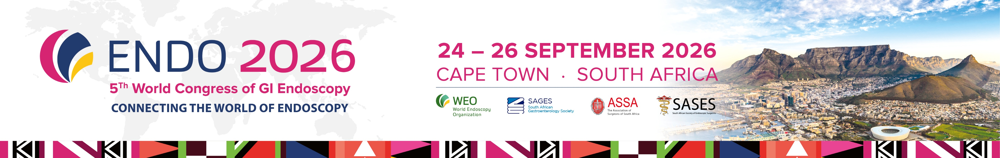 ENDO 2026
5Th World Congress of GI Endoscopy
CONNECTING THE WORLD OF ENDOSCOPY
24 – 26 SEPTEMBER 2026
CAPE TOWN · SOUTH AFRICA
WEO
World Endoscopy
Organization
SAGES
South African
Gastroenterology Society
ASSA
The Association of
Surgeons of South Africa
SASES
South African Society of Endoscopic Surgeons